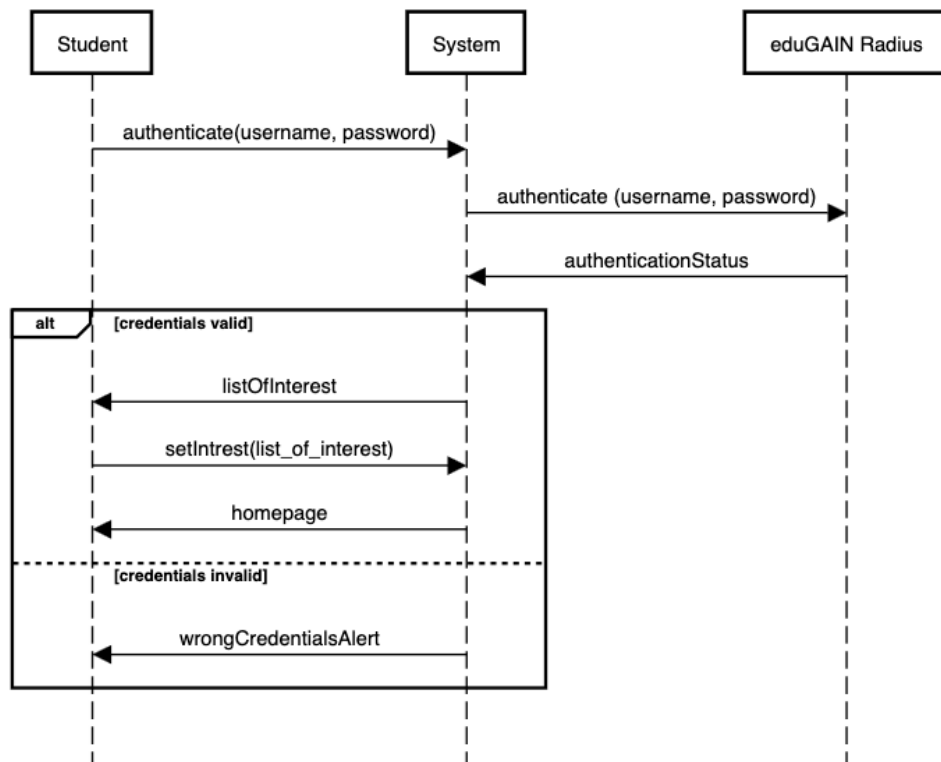 Student
System
eduGAIN Radius
authenticate(username, password)
authenticate (username, password)
authenticationStatus
alt
[credentials valid]
listOfInterest
setIntrest(list_of_interest)
homepage
[credentials invalid]
wrongCredentialsAlert